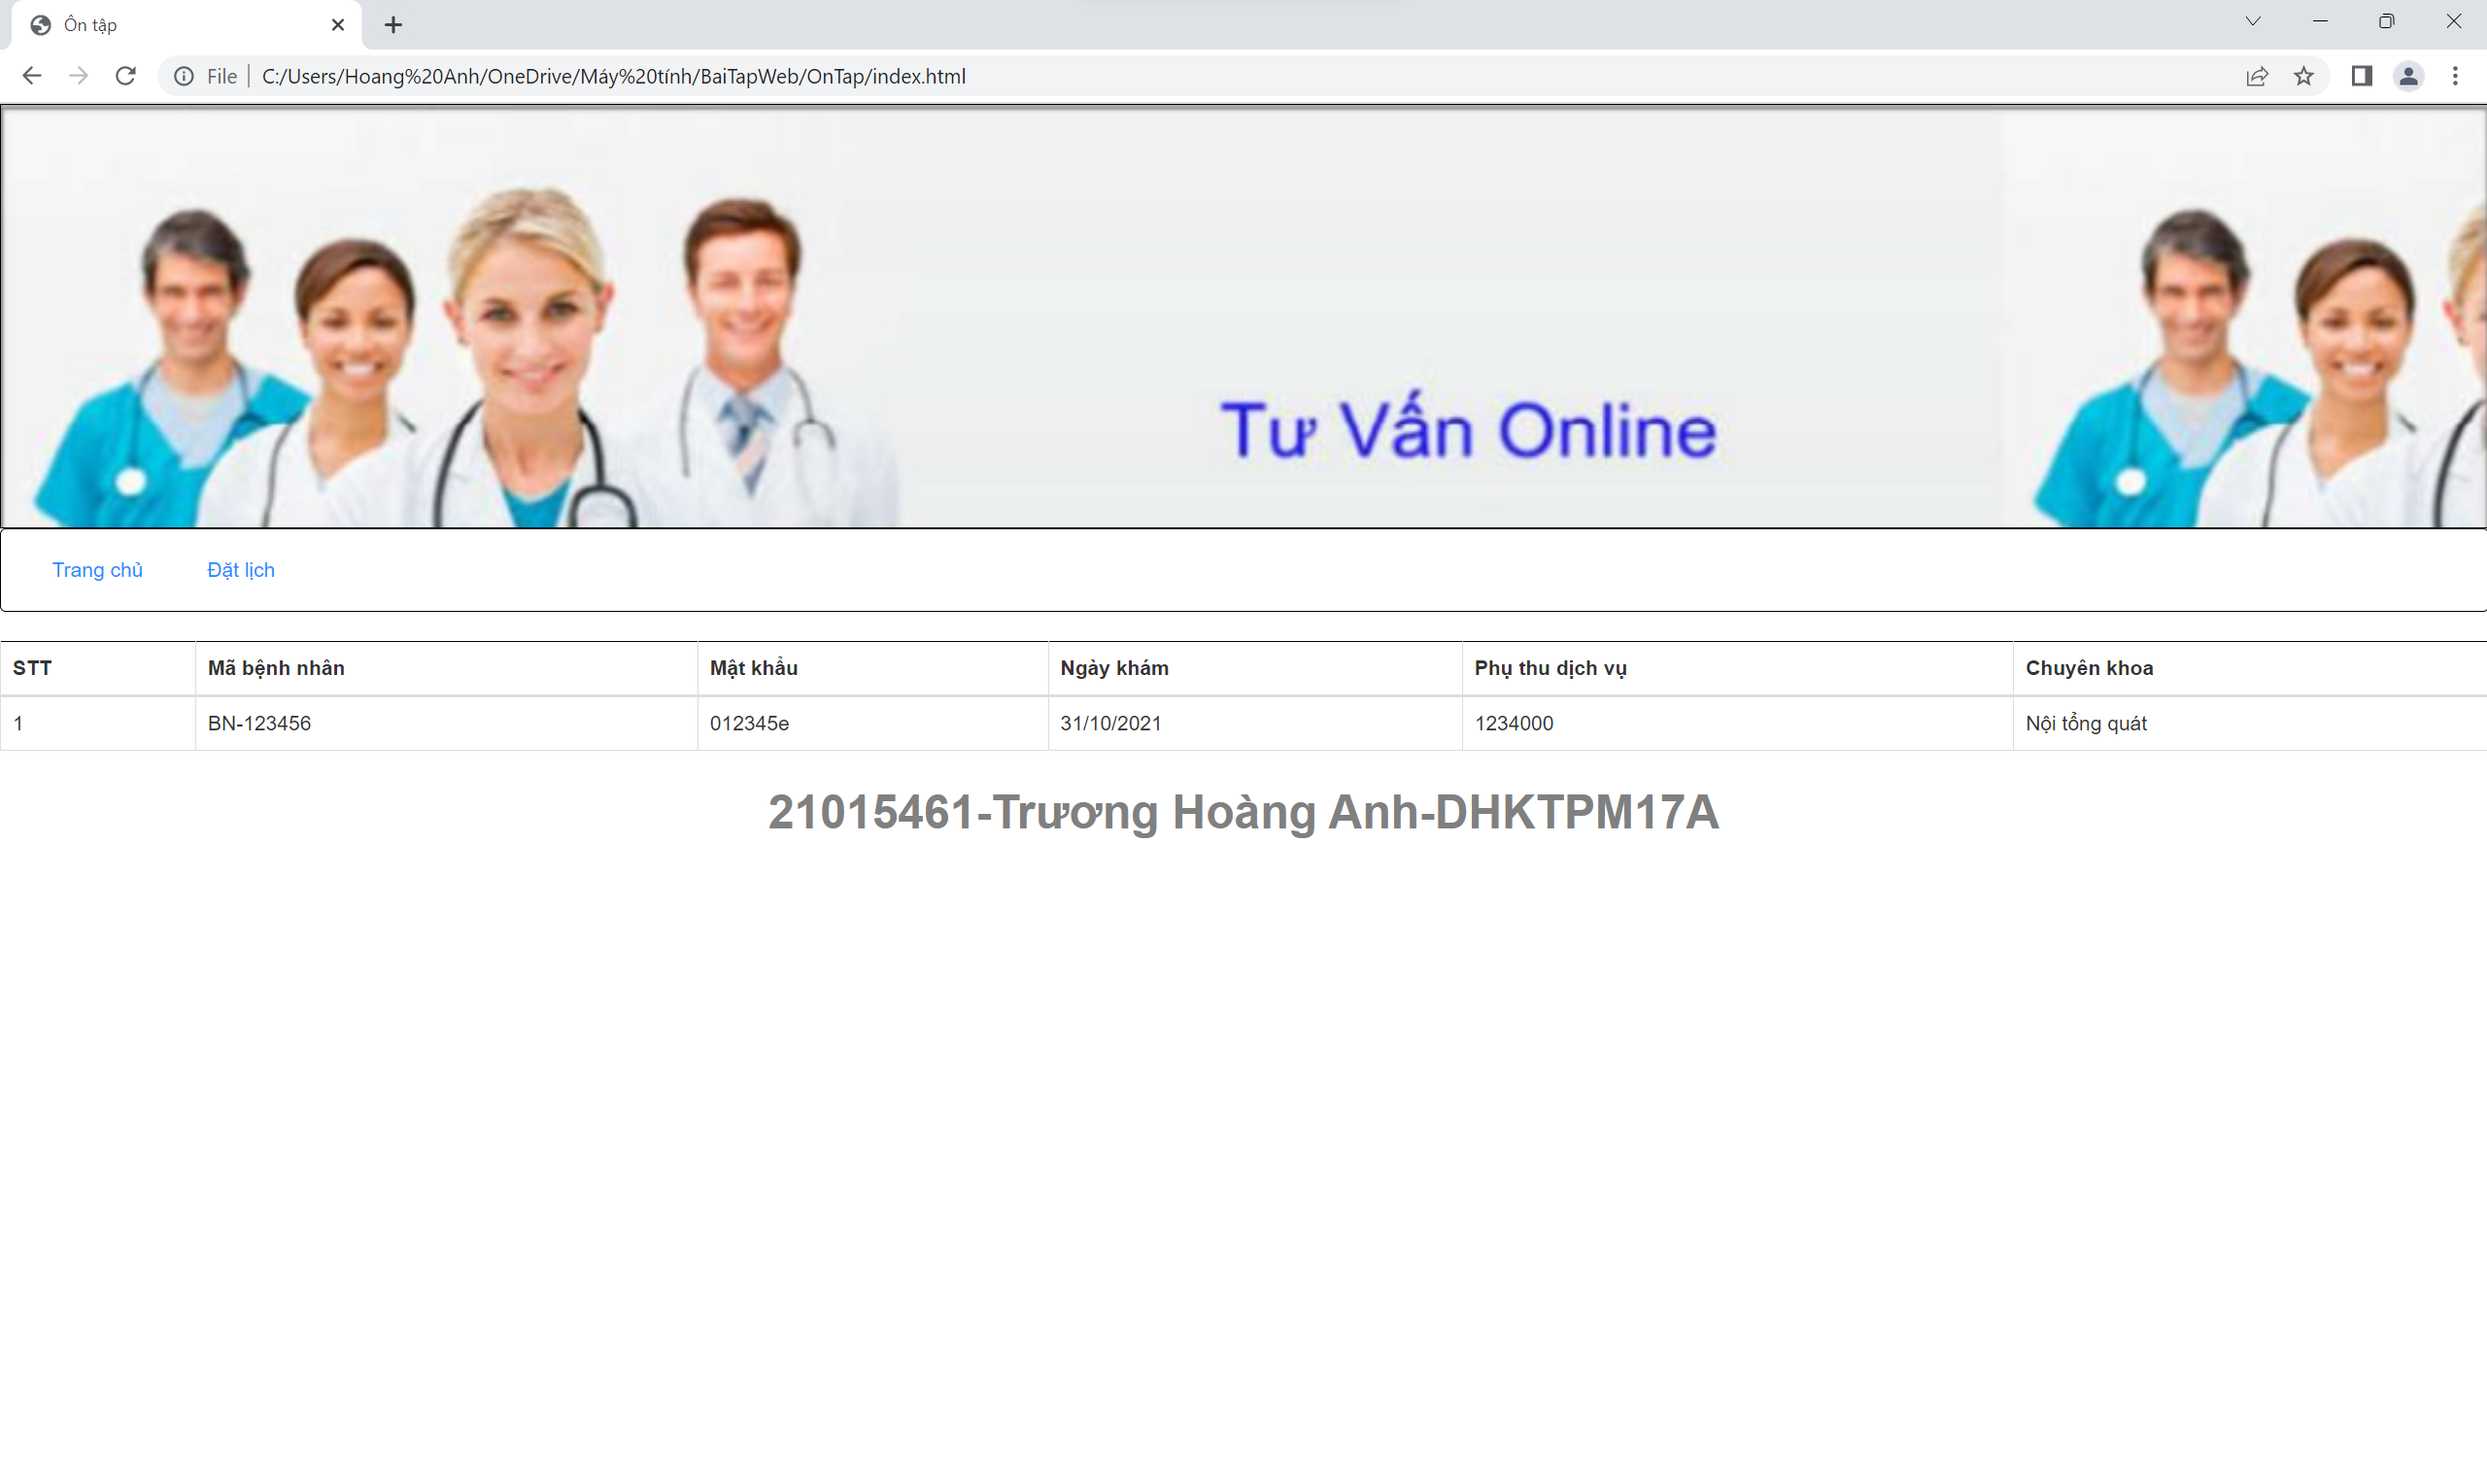 Ôn tập
File C:/Users/Hoang%20Anh/OneDrive/Máy%20tính/BaiTapWeb/OnTap/index.html
Tư Vấn Online
Trang chủ Đặt lịch
STT Mã bệnh nhân Mật khẩu Ngày khám Phụ thu dịch vụ Chuyên khoa
1 BN-123456 012345e 31/10/2021 1234000 Nội tổng quát
21015461-Trương Hoàng Anh-DHKTPM17A